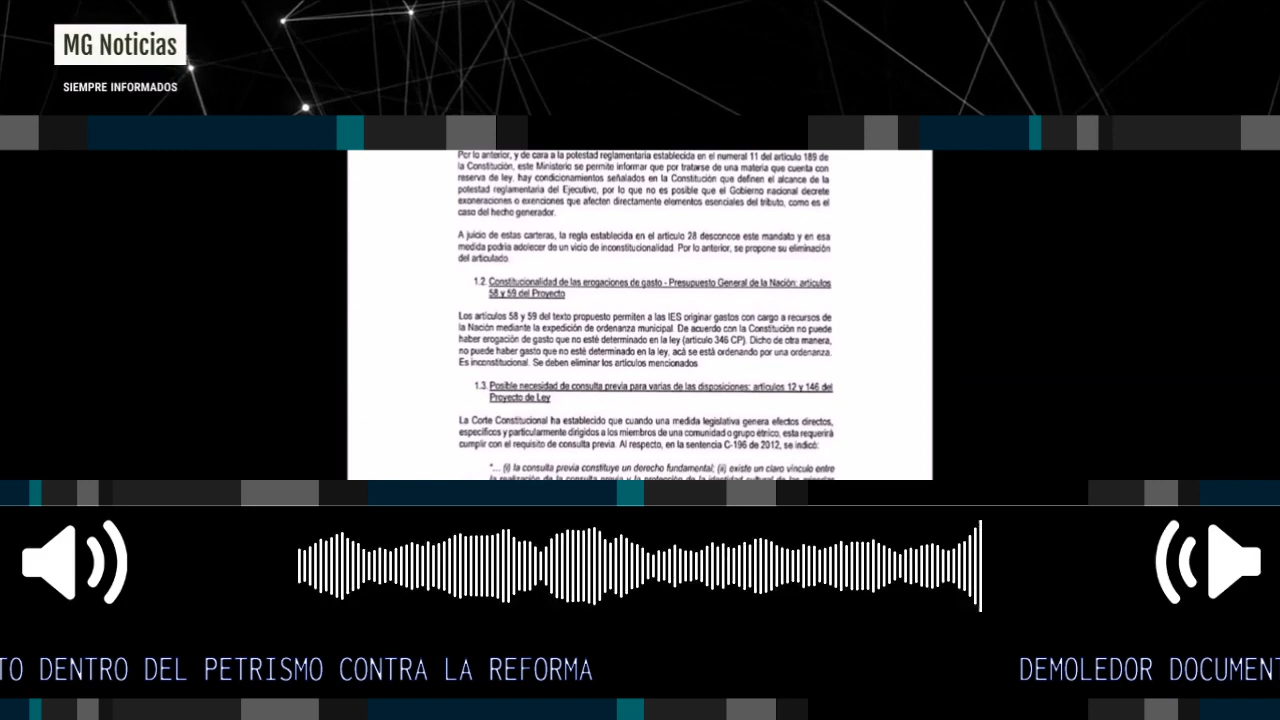 MG Noticias
SIEMPRE INFORMADOS
Por lo anterior, y de cara a la potestad reglamentaria establecida en el numeral 11 del artículo 189 de
la Constitución, este Ministerio se permite informar que por tratarse de una materia que cuenta con
reserva de ley, hay condicionamientos señalados en la Constitución que definen el alcance de la
potestad reglamentaria del Ejecutivo, por lo que no es posible que el Gobierno nacional decrete
exoneraciones o exenciones que afecten directamente elementos esenciales del tributo, como es el
caso del hecho generador.
A juicio de estas carteras, la regla establecida en el artículo 28 desconoce este mandato y en esa
medida podría adolecer de un vicio de inconstitucionalidad. Por lo anterior, se propone su eliminación
del articulado.
1.2. Constitucionalidad de las erogaciones de gasto - Presupuesto General de la Nación: artículos
58 y 59 del Proyecto
Los artículos 58 y 59 del texto propuesto permiten a las IES originar gastos con cargo a recursos de
la Nación mediante la expedición de ordenanza municipal. De acuerdo con la Constitución no puede
haber erogación de gasto que no esté determinado en la ley (artículo 346 CP). Dicho de otra manera,
no puede haber gasto que no esté determinado en la ley, acá se está ordenando por una ordenanza.
Es inconstitucional. Se deben eliminar los artículos mencionados
1.3. Posible necesidad de consulta previa para varias de las disposiciones: artículos 12 y 146 del
Proyecto de Ley
La Corte Constitucional ha establecido que cuando una medida legislativa genera efectos directos,
específicos y particularmente dirigidos a los miembros de una comunidad o grupo étnico, esta requerirá
cumplir con el requisito de consulta previa. Al respecto, en la sentencia C-196 de 2012, se indicó:
"... (i) la consulta previa constituye un derecho fundamental; (ii) existe un claro vínculo entre
la realización de la consulta previa y la protección de la identidad cultural de las minorías
TO DENTRO DEL PETRISMO CONTRA LA REFORMA
DEMOLEDOR DOCUMENT